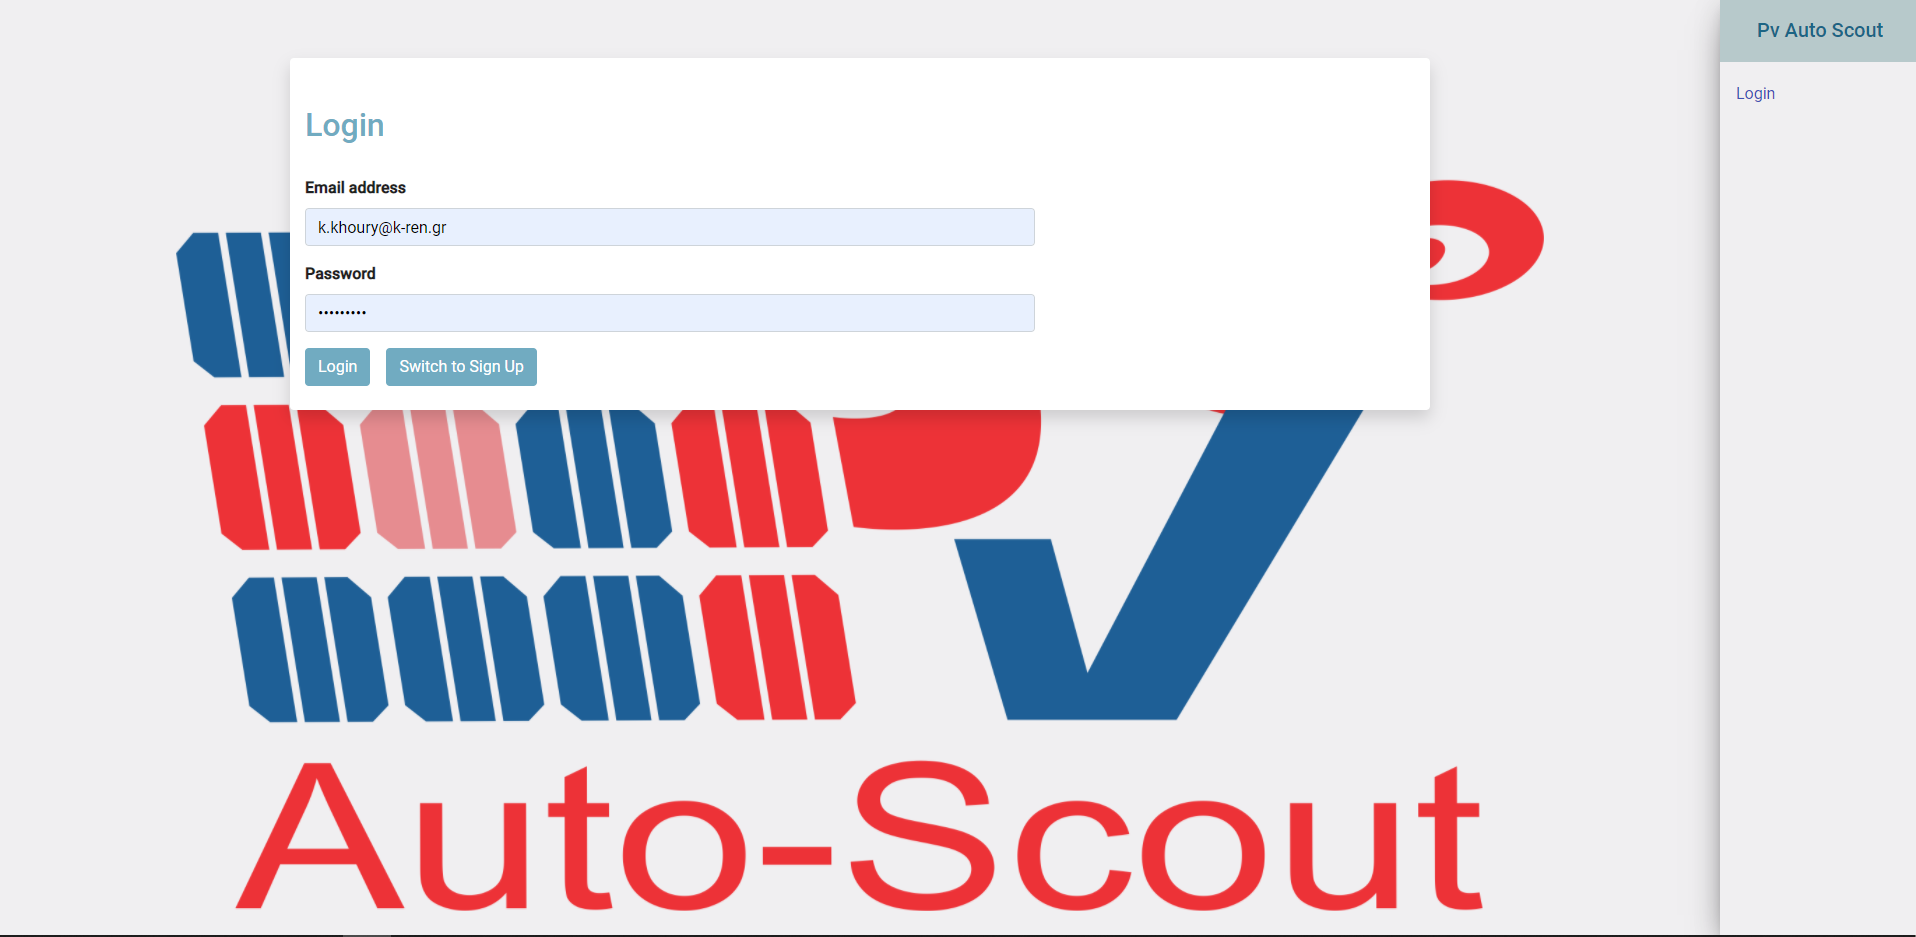 Pv Auto Scout
Login
Login
Email address
k.khoury@k-ren.gr
Password
•••••••••
Login
Switch to Sign Up
Auto-Scout